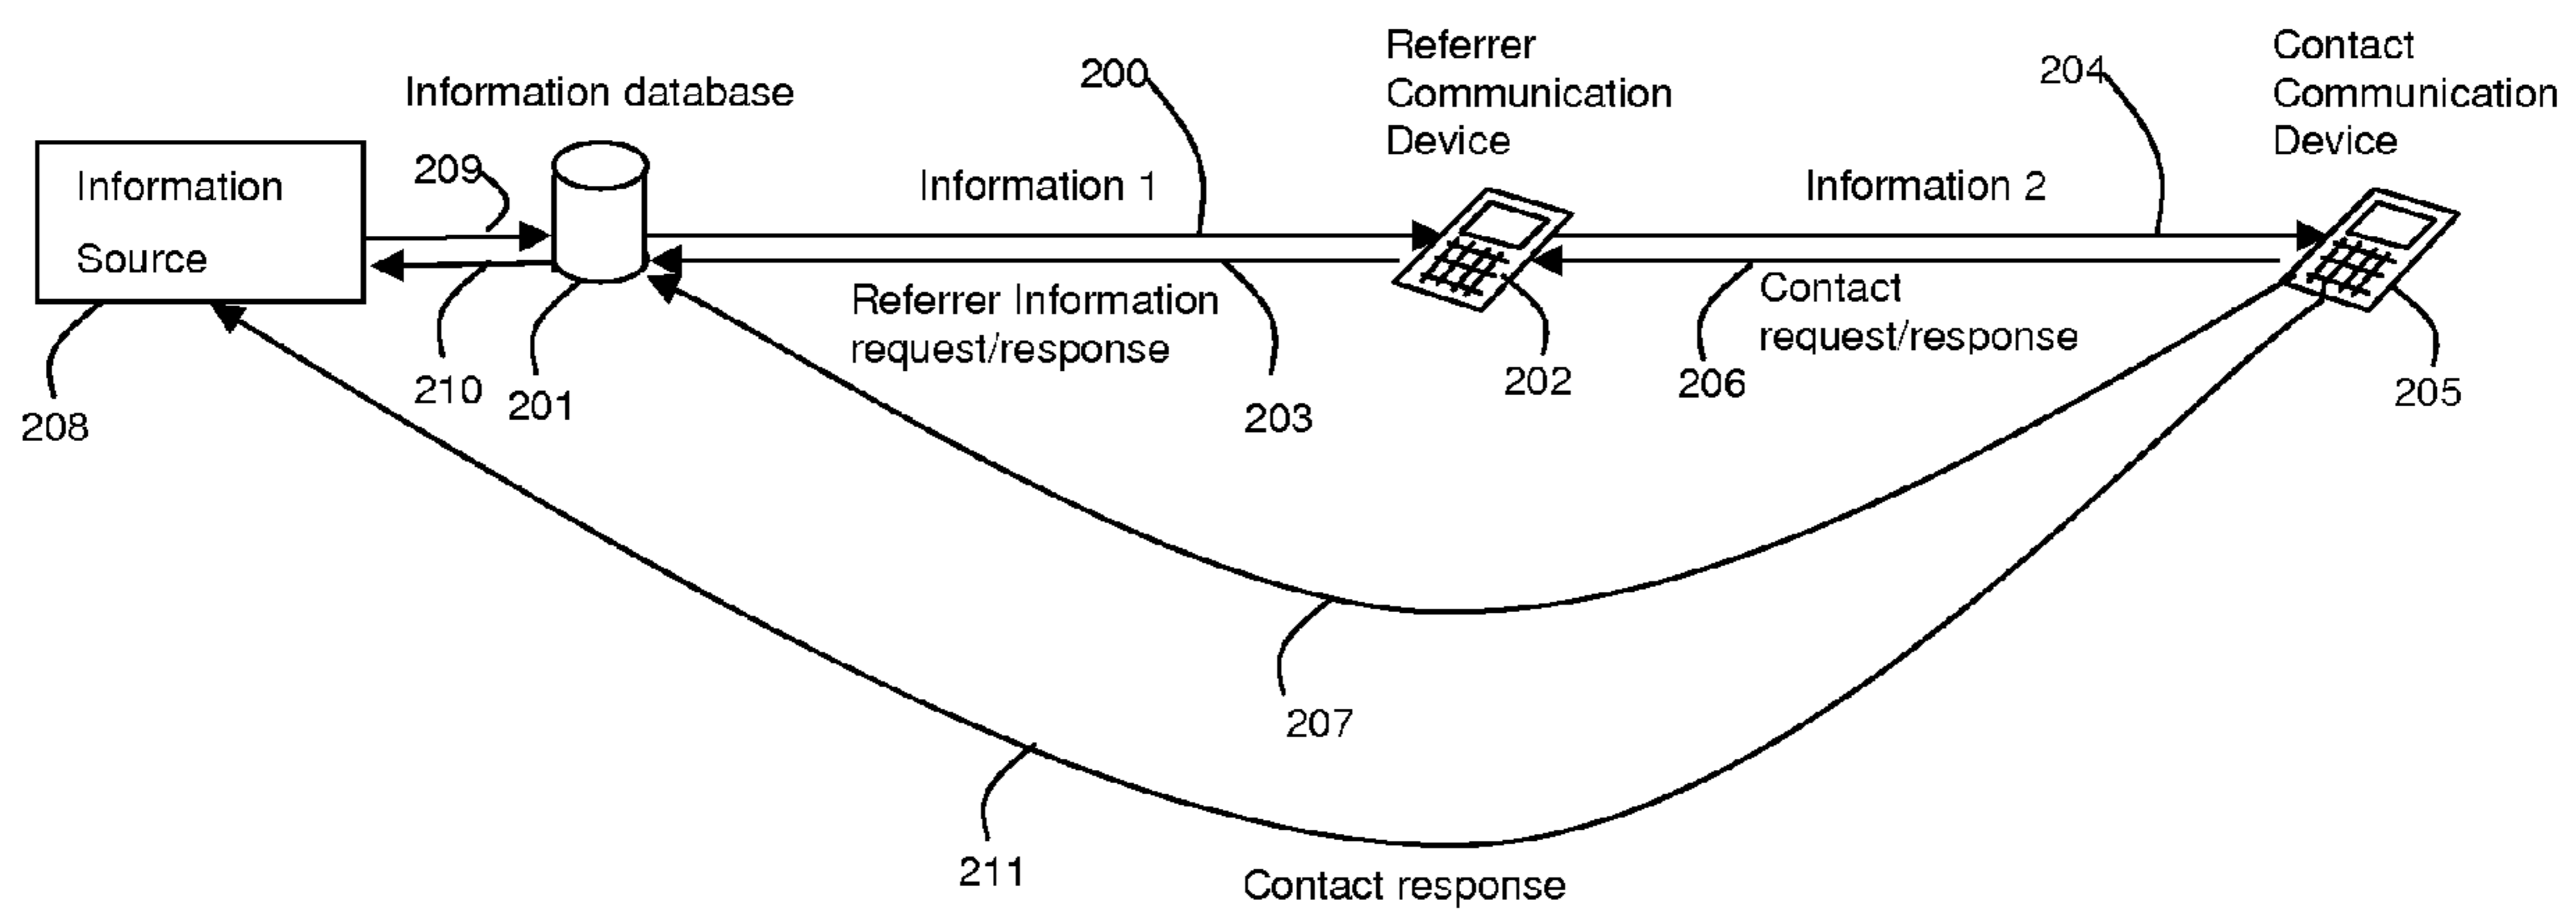 Referrer
Communication
Device
Contact
Communication
Device
200
204
Information database
209
Information
Source
Information 1
Information 2
Referrer Information
request/response
Contact
request/response
210
201
203
202
206
205
208
207
211
Contact response